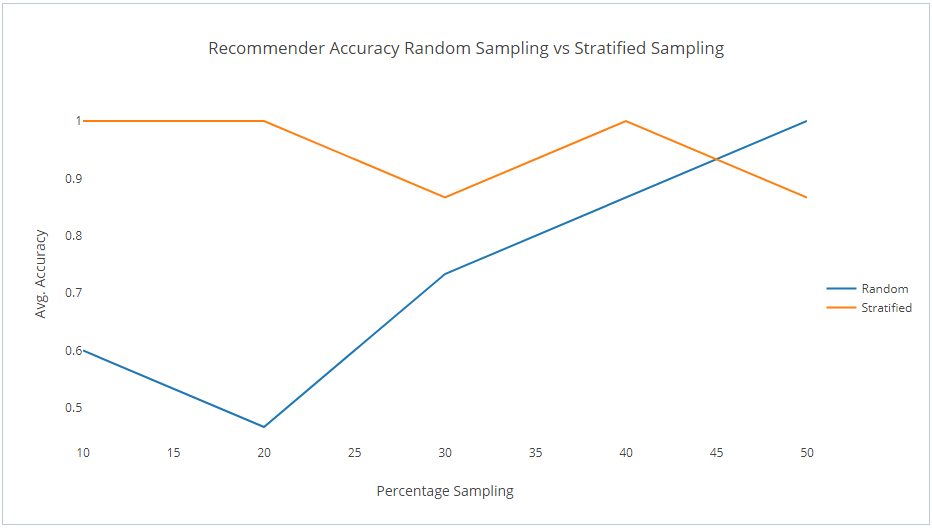 Recommender Accuracy Random Sampling vs Stratified Sampling
1
0.9
0.8
0.7
0.6
0.5
Avg. Accuracy
10 15 20 25 30 35 40 45 50
Percentage Sampling
Random
Stratified